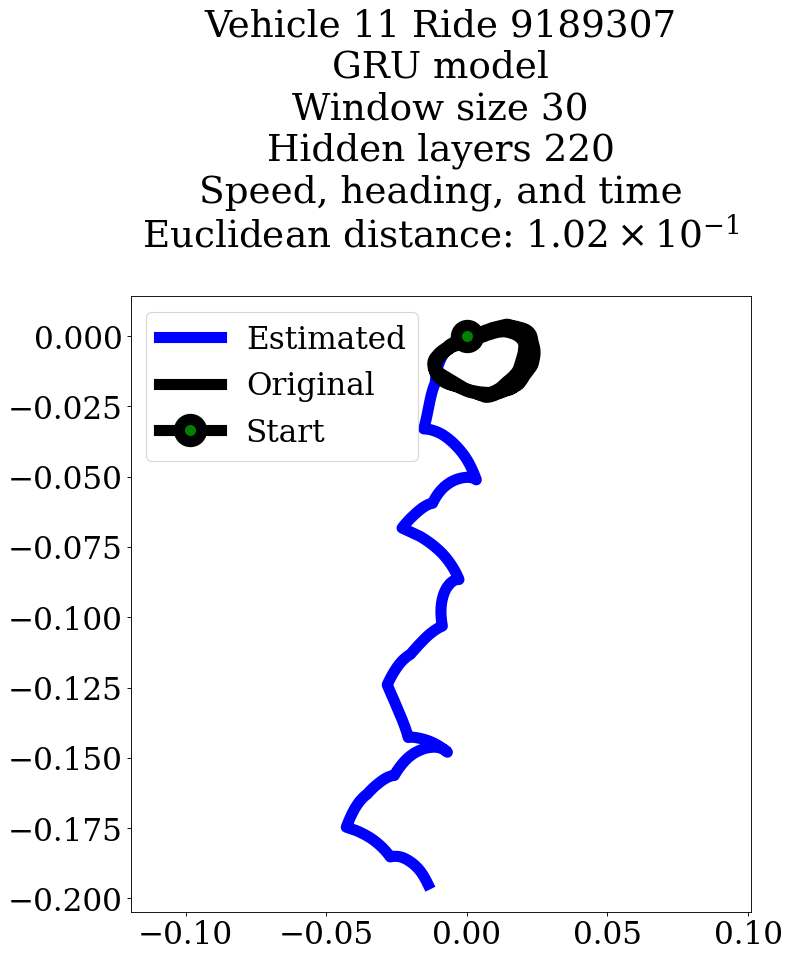 Vehicle 11 Ride 9189307
GRU model
Window size 30
Hidden layers 220
Speed, heading, and time
Euclidean distance: 1.02 × 10⁻¹
Estimated
Original
Start
0.000
−0.025
−0.050
−0.075
−0.100
−0.125
−0.150
−0.175
−0.200
−0.10 −0.05 0.00 0.05 0.10